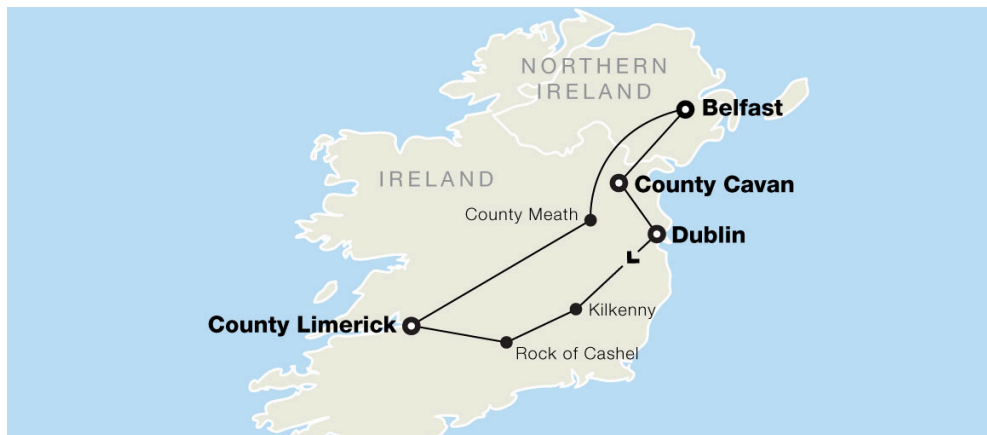 NORTHERN
IRELAND
Belfast
IRELAND
County Cavan
County Meath
Dublin
Kilkenny
County Limerick
Rock of Cashel